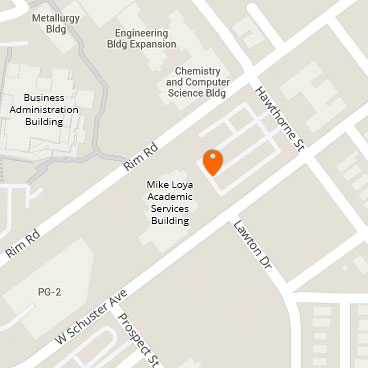 Metallurgy
Bldg
Engineering
Bldg Expansion
Chemistry
and Computer
Science Bldg
Business
Administration
Building
Hawthorne St
Rim Rd
Mike Loya
Academic
Services
Building
Rim Rd
Lawton Dr
PG-2
W Schuster Ave
Prospect St